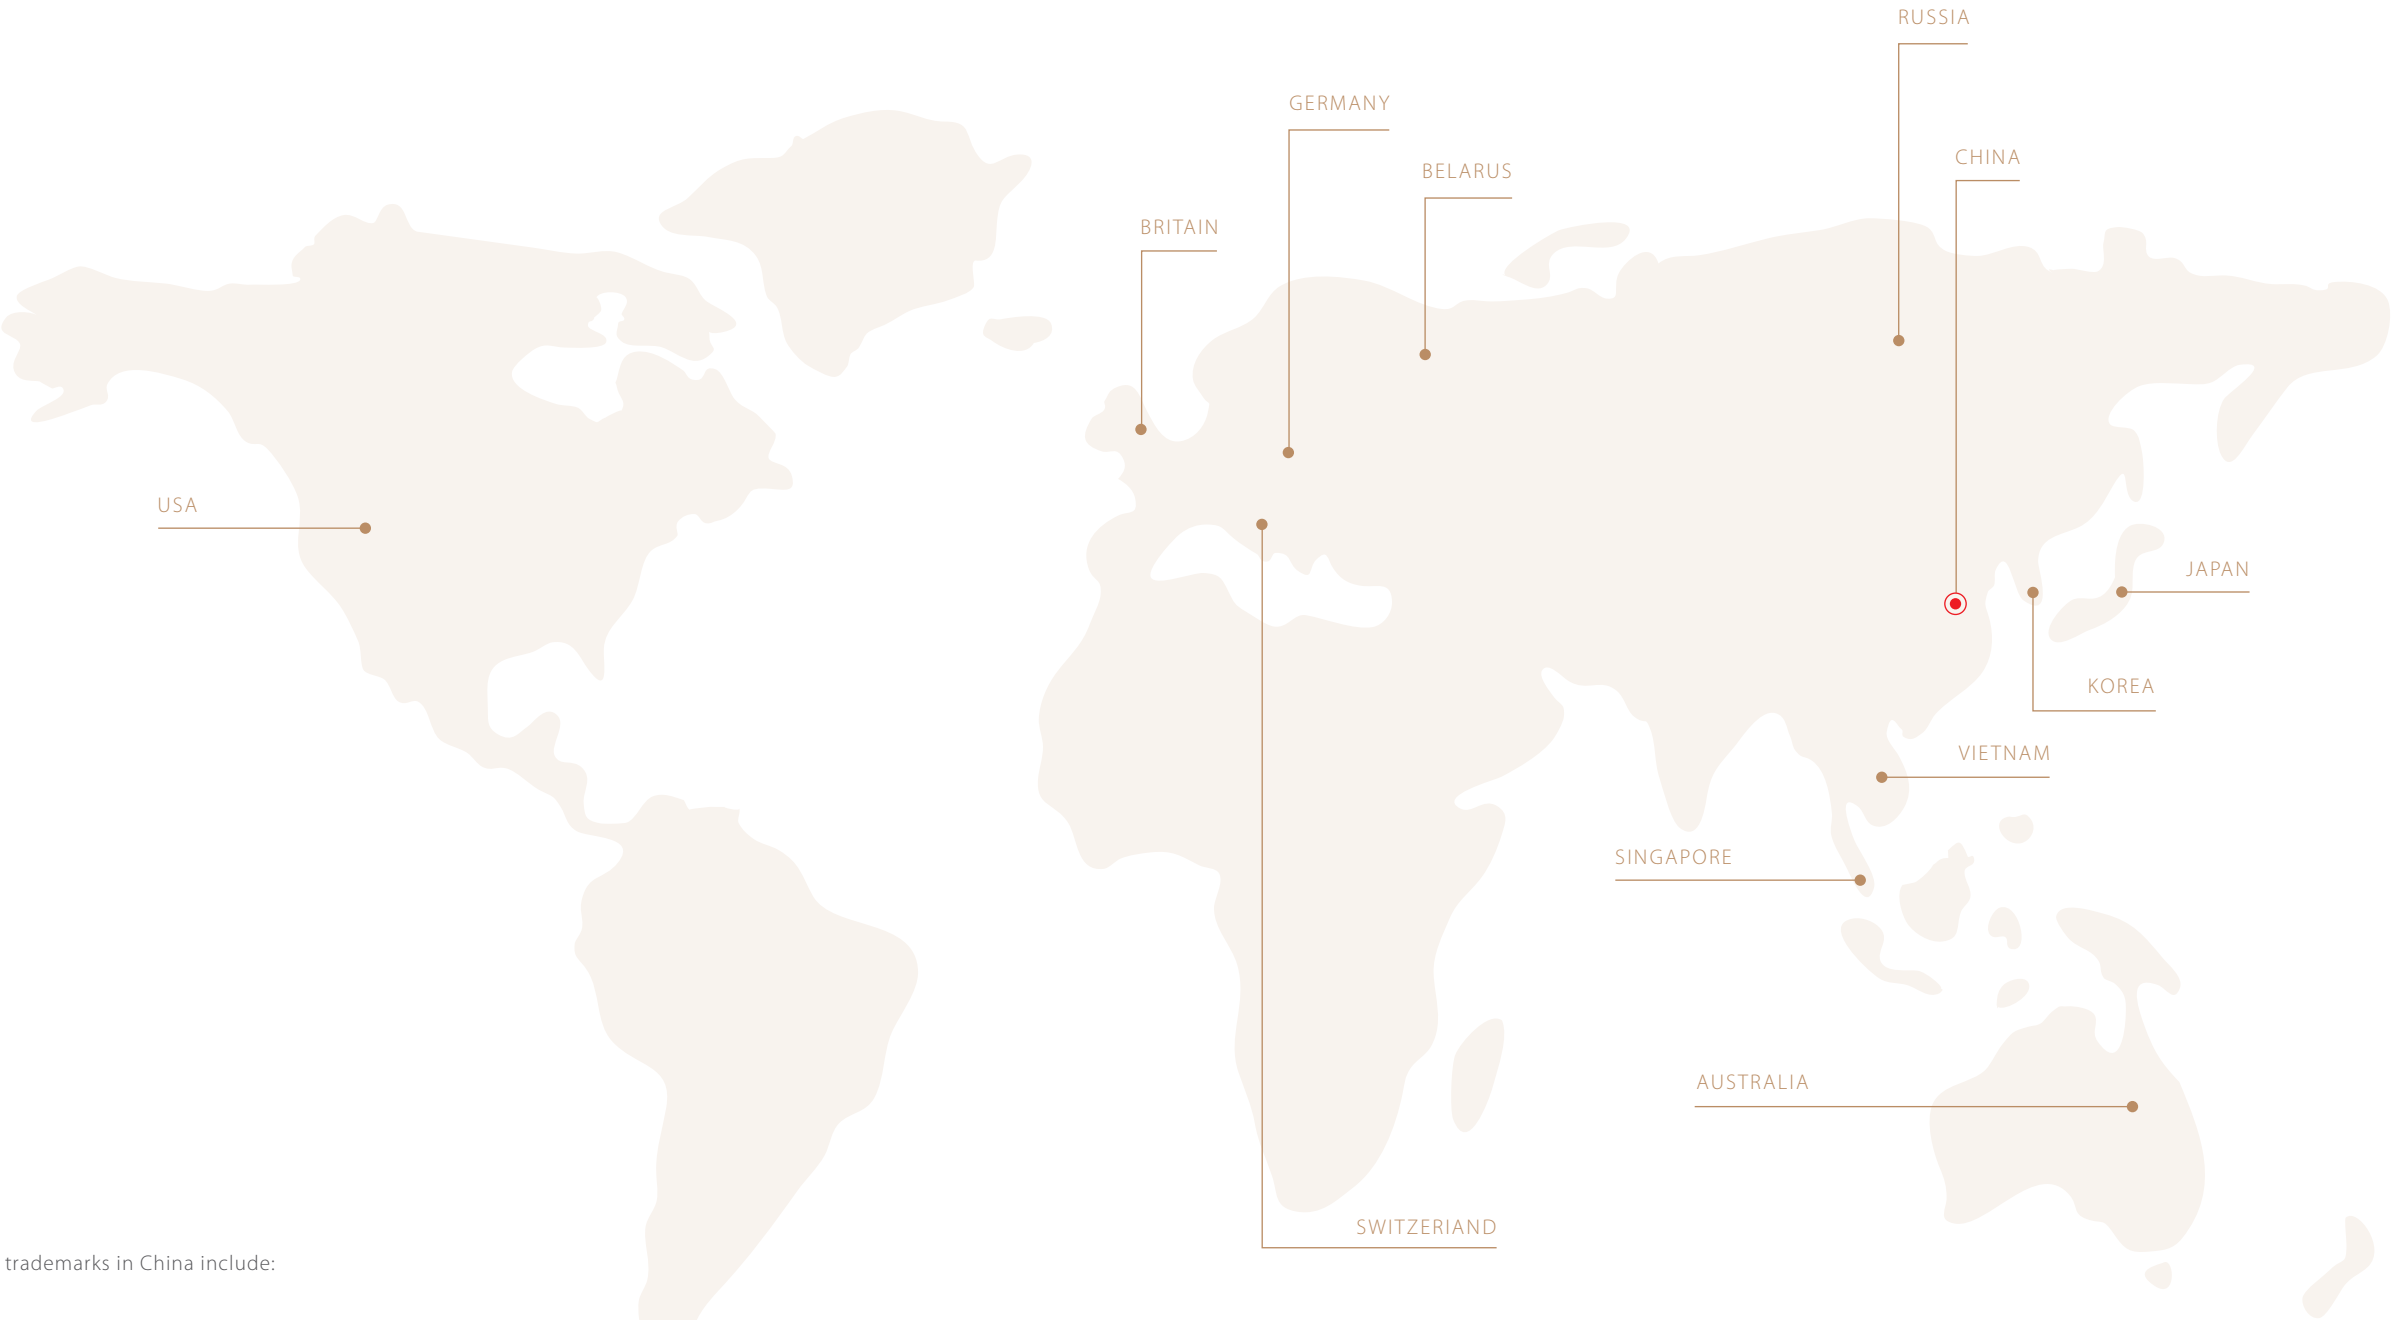 RUSSIA
GERMANY
CHINA
BELARUS
BRITAIN
USA
JAPAN
KOREA
VIETNAM
SINGAPORE
AUSTRALIA
SWITZERIAND
trademarks in China include: